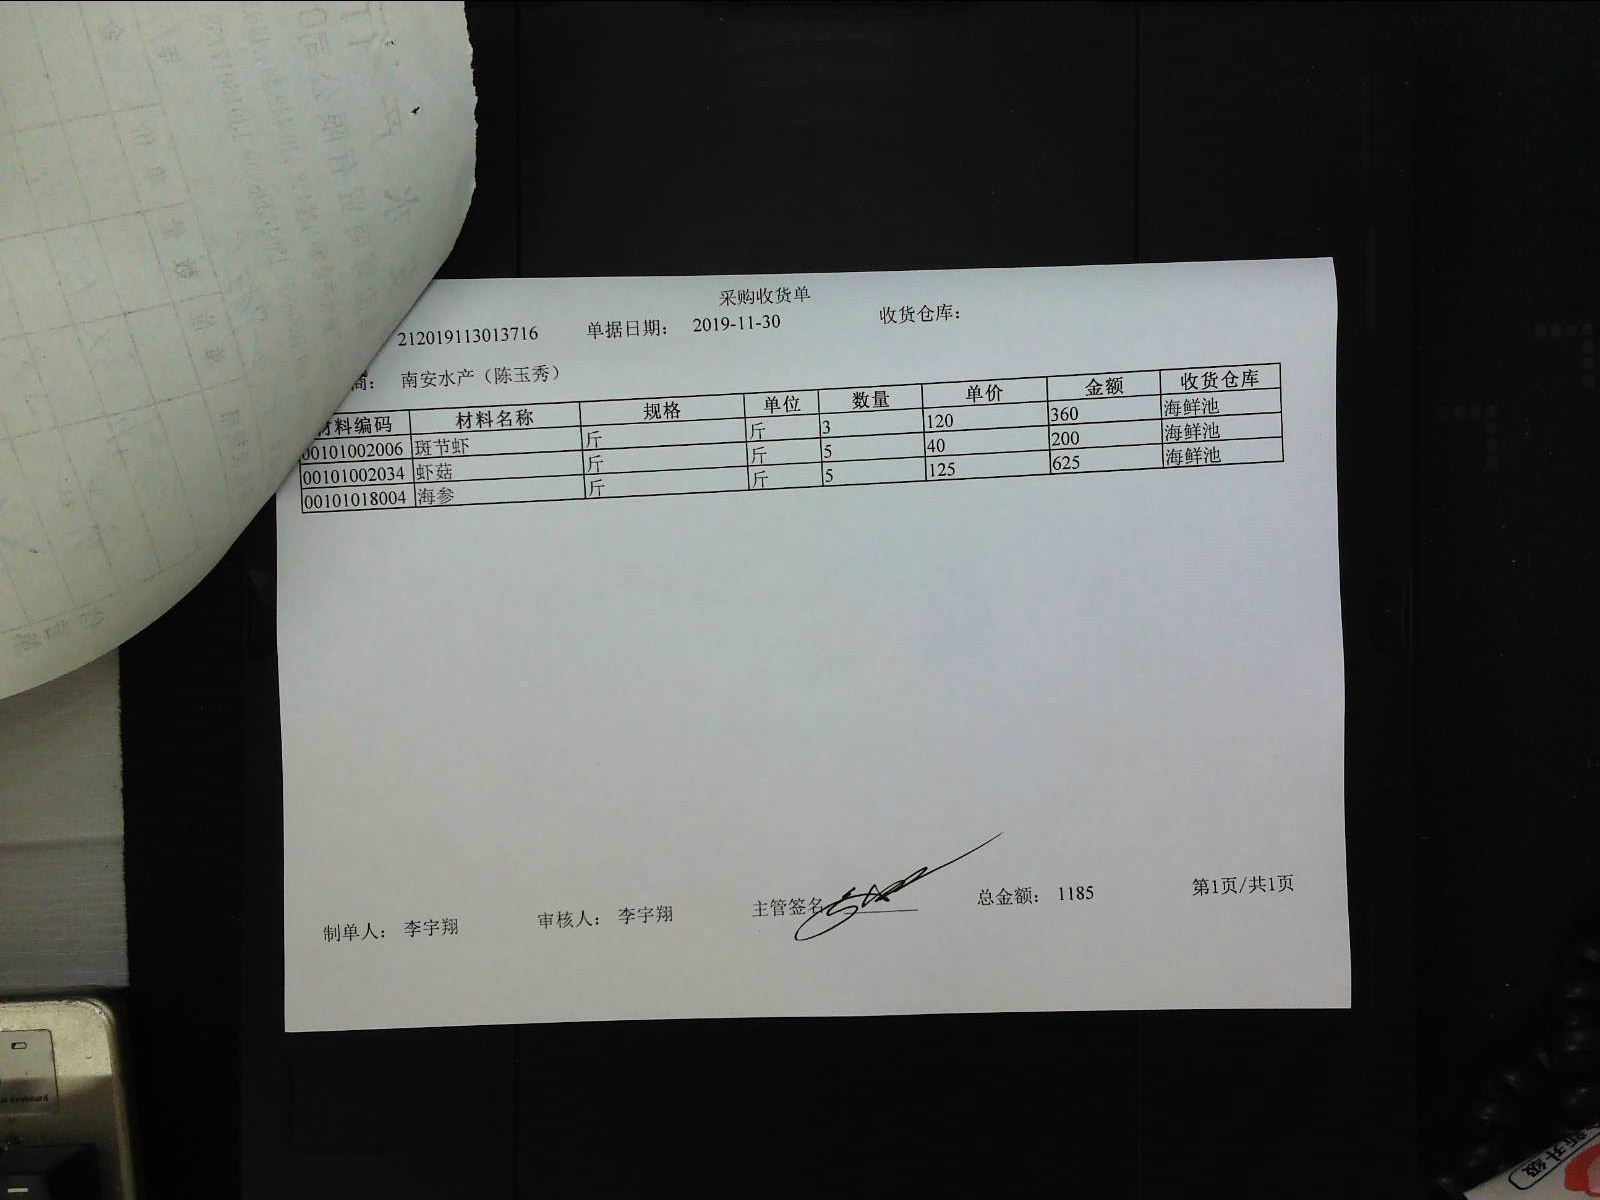 采购收货单
212019113013716 单据日期： 2019-11-30 收货仓库：
商： 南安水产（陈玉秀）
材料编码 材料名称 规格 单位 数量 单价 金额 收货仓库
00101002006 斑节虾 斤 斤 3 120 360 海鲜池
00101002034 虾菇 斤 斤 5 40 200 海鲜池
00101018004 海参 斤 斤 5 125 625 海鲜池
制单人： 李宇翔 审核人： 李宇翔 主管签名 总金额： 1185 第1页/共1页
Keyboard
新升级